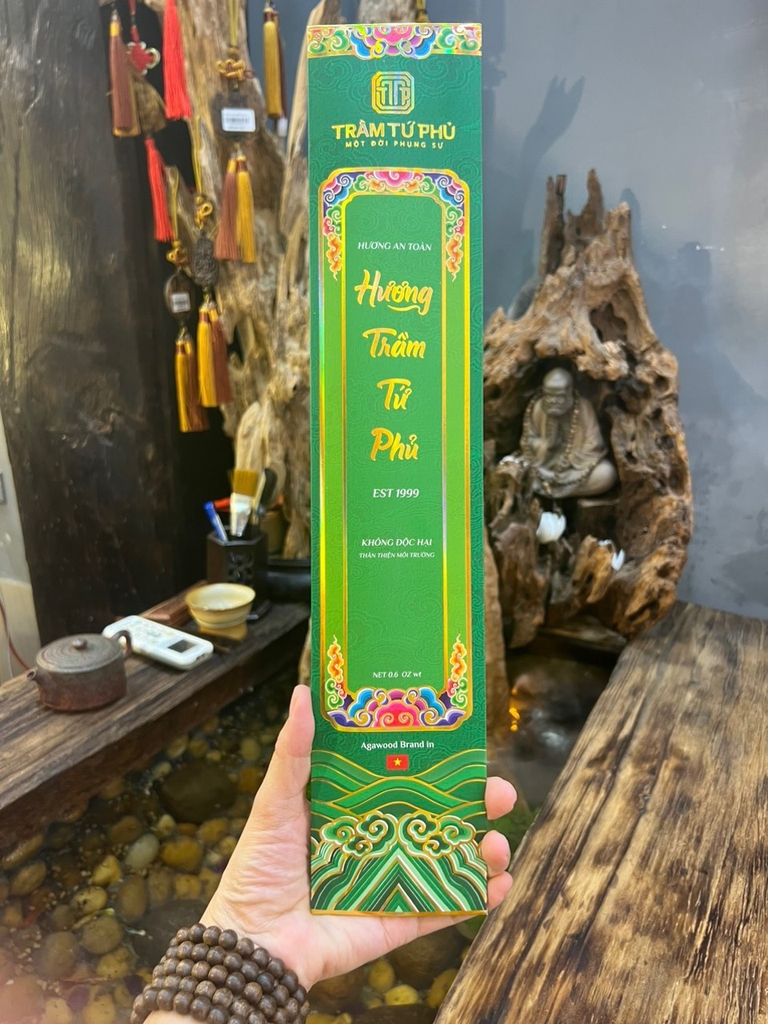 TRẦM TỨ PHỦ
MỘT ĐỜI PHỤNG SỰ
HƯƠNG AN TOÀN
Hương
Trầm
Tứ
Phủ
EST 1999
KHÔNG ĐỘC HẠI
THÂN THIỆN MÔI TRƯỜNG
NET 0.6 OZ wt
Agawood Brand in